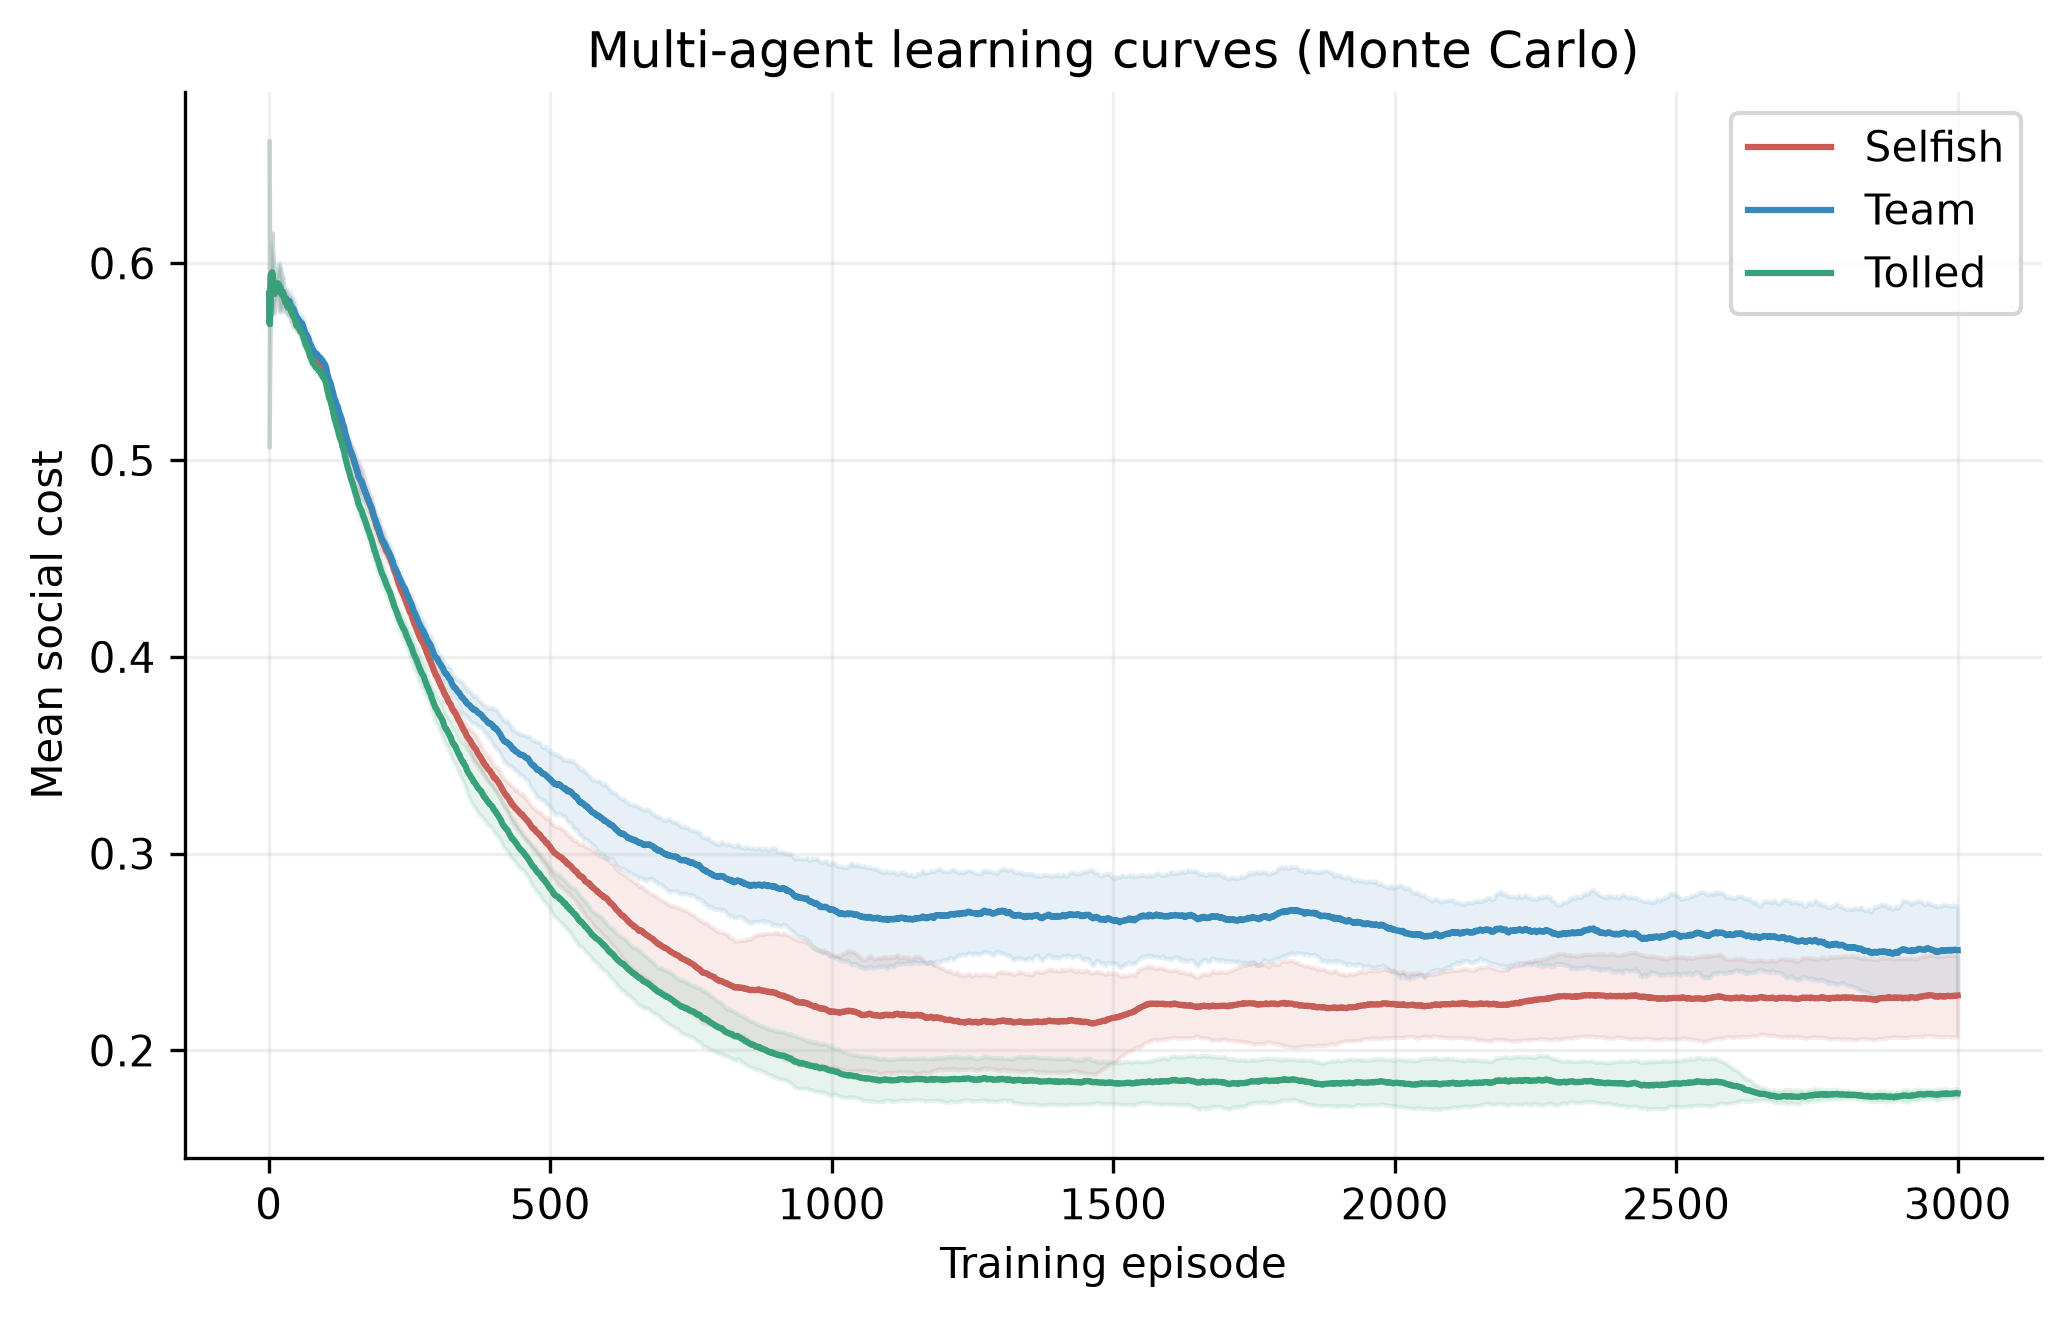 Multi-agent learning curves (Monte Carlo)
Selfish
Team
Tolled
Mean social cost
0.6
0.5
0.4
0.3
0.2
0
500
1000
1500
2000
2500
3000
Training episode